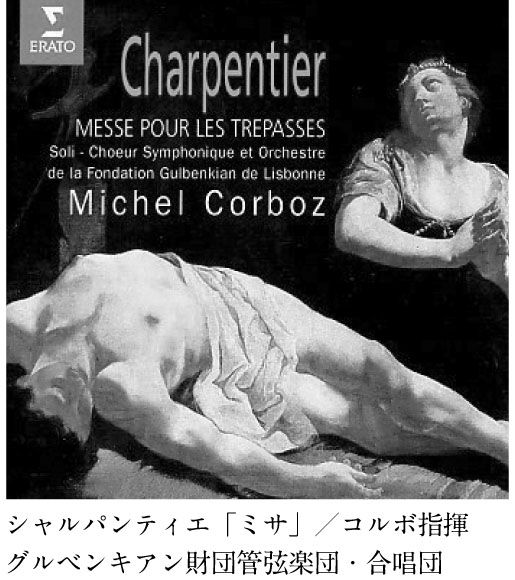 ERATO
Charpentier
MESSE POUR LES TREPASSES
Soli - Choeur Symphonique et Orchestre
de la Fondation Gulbenkian de Lisbonne
Michel Corboz
シャルパンティエ「ミサ」／コルボ指揮
グルベンキアン財団管弦楽団・合唱団